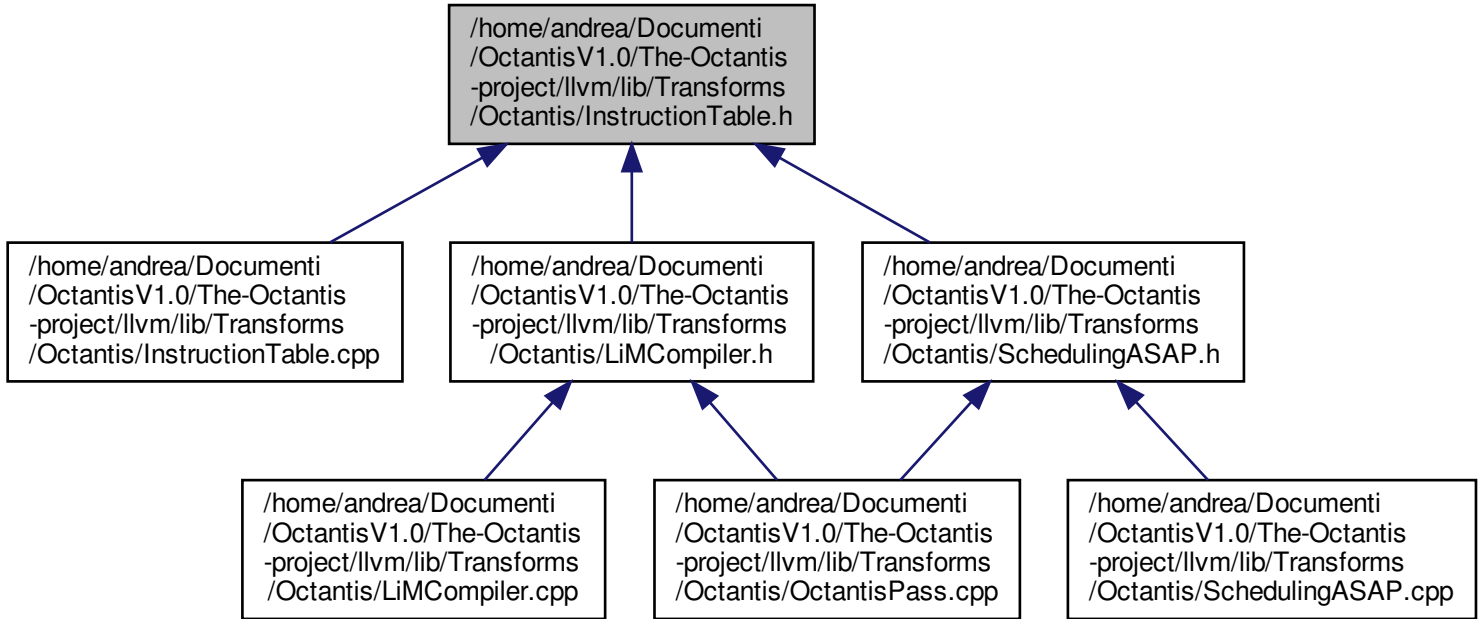 /home/andrea/Documenti
/OctantisV1.0/The-Octantis
-project/llvm/lib/Transforms
/Octantis/InstructionTable.h
/home/andrea/Documenti
/OctantisV1.0/The-Octantis
-project/llvm/lib/Transforms
/Octantis/InstructionTable.cpp
/home/andrea/Documenti
/OctantisV1.0/The-Octantis
-project/llvm/lib/Transforms
/Octantis/LiMCompiler.h
/home/andrea/Documenti
/OctantisV1.0/The-Octantis
-project/llvm/lib/Transforms
/Octantis/SchedulingASAP.h
/home/andrea/Documenti
/OctantisV1.0/The-Octantis
-project/llvm/lib/Transforms
/Octantis/LiMCompiler.cpp
/home/andrea/Documenti
/OctantisV1.0/The-Octantis
-project/llvm/lib/Transforms
/Octantis/OctantisPass.cpp
/home/andrea/Documenti
/OctantisV1.0/The-Octantis
-project/llvm/lib/Transforms
/Octantis/SchedulingASAP.cpp